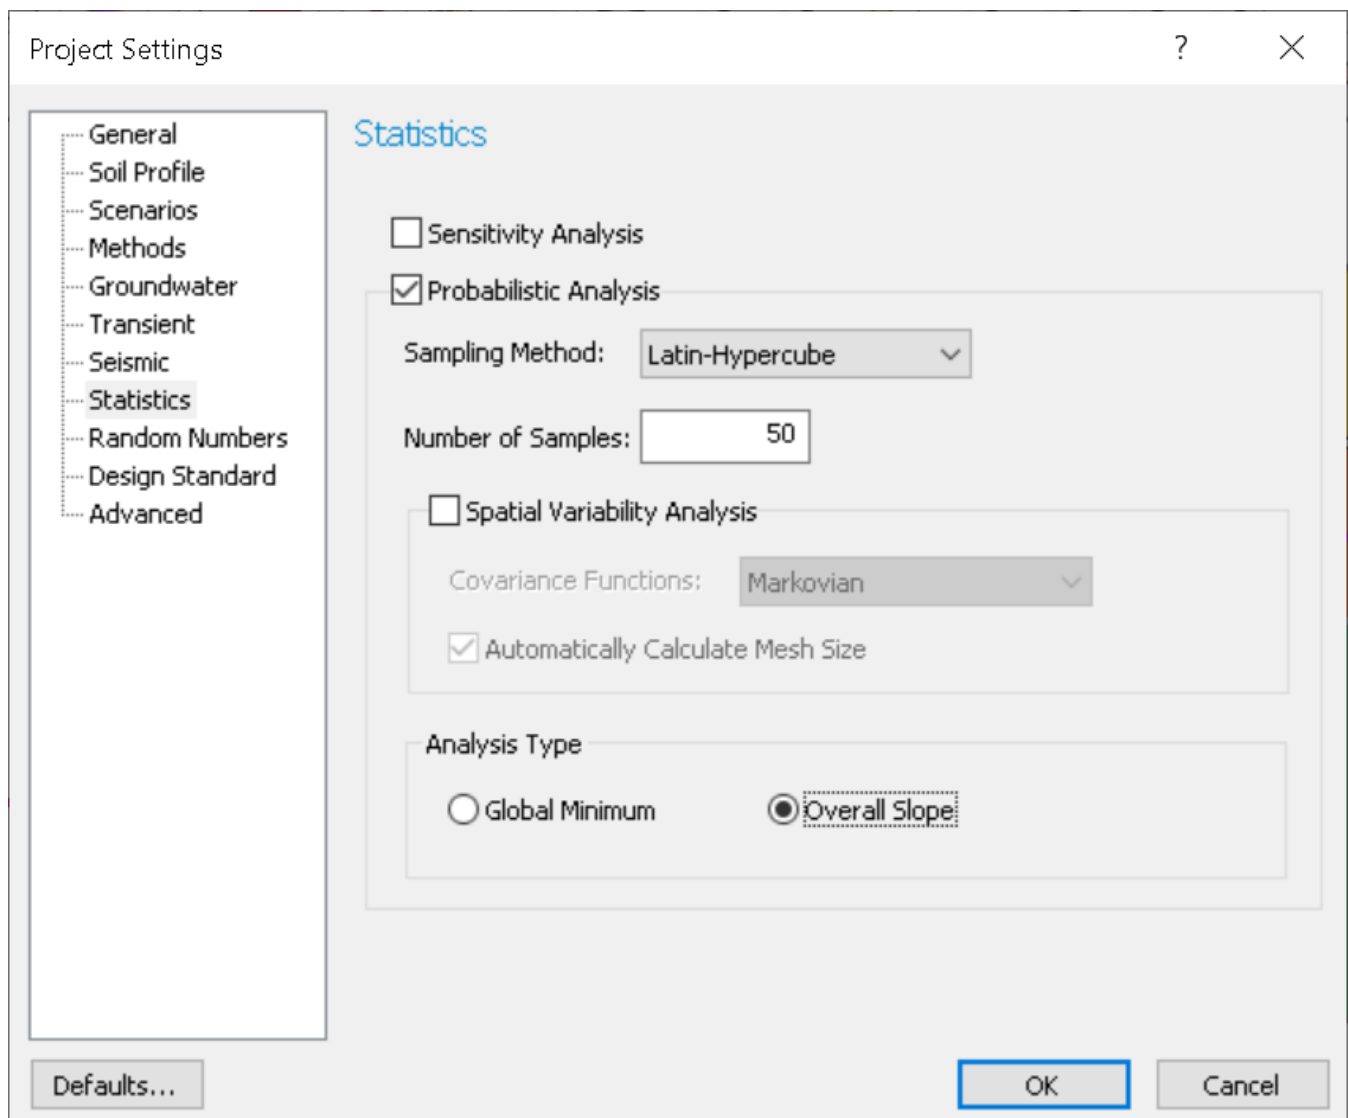 Project Settings
?
General
Soil Profile
Scenarios
Methods
Groundwater
Transient
Seismic
Statistics
Random Numbers
Design Standard
Advanced
Statistics
Sensitivity Analysis
Probabilistic Analysis
Sampling Method: Latin-Hypercube
Number of Samples: 50
Spatial Variability Analysis
Covariance Functions: Markovian
Automatically Calculate Mesh Size
Analysis Type
Global Minimum Overall Slope
Defaults... OK Cancel